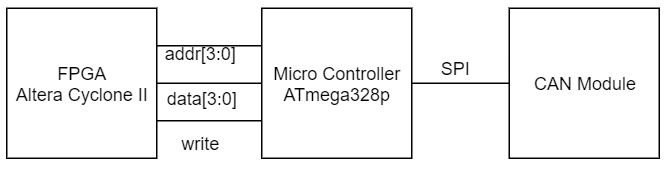 FPGA
Altera Cyclone II
addr[3:0]
data[3:0]
write
Micro Controller
ATmega328p
SPI
CAN Module